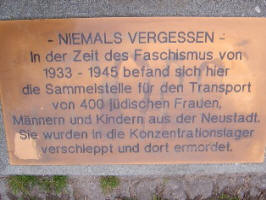 - NIEMALS VERGESSEN -
In der Zeit des Faschismus von
1933 - 1945 befand sich hier
die Sammelstelle für den Transport
von 400 jüdischen Frauen,
Männern und Kindern aus der Neustadt.
Sie wurden in die Konzentrationslager
verschleppt und dort ermordet.